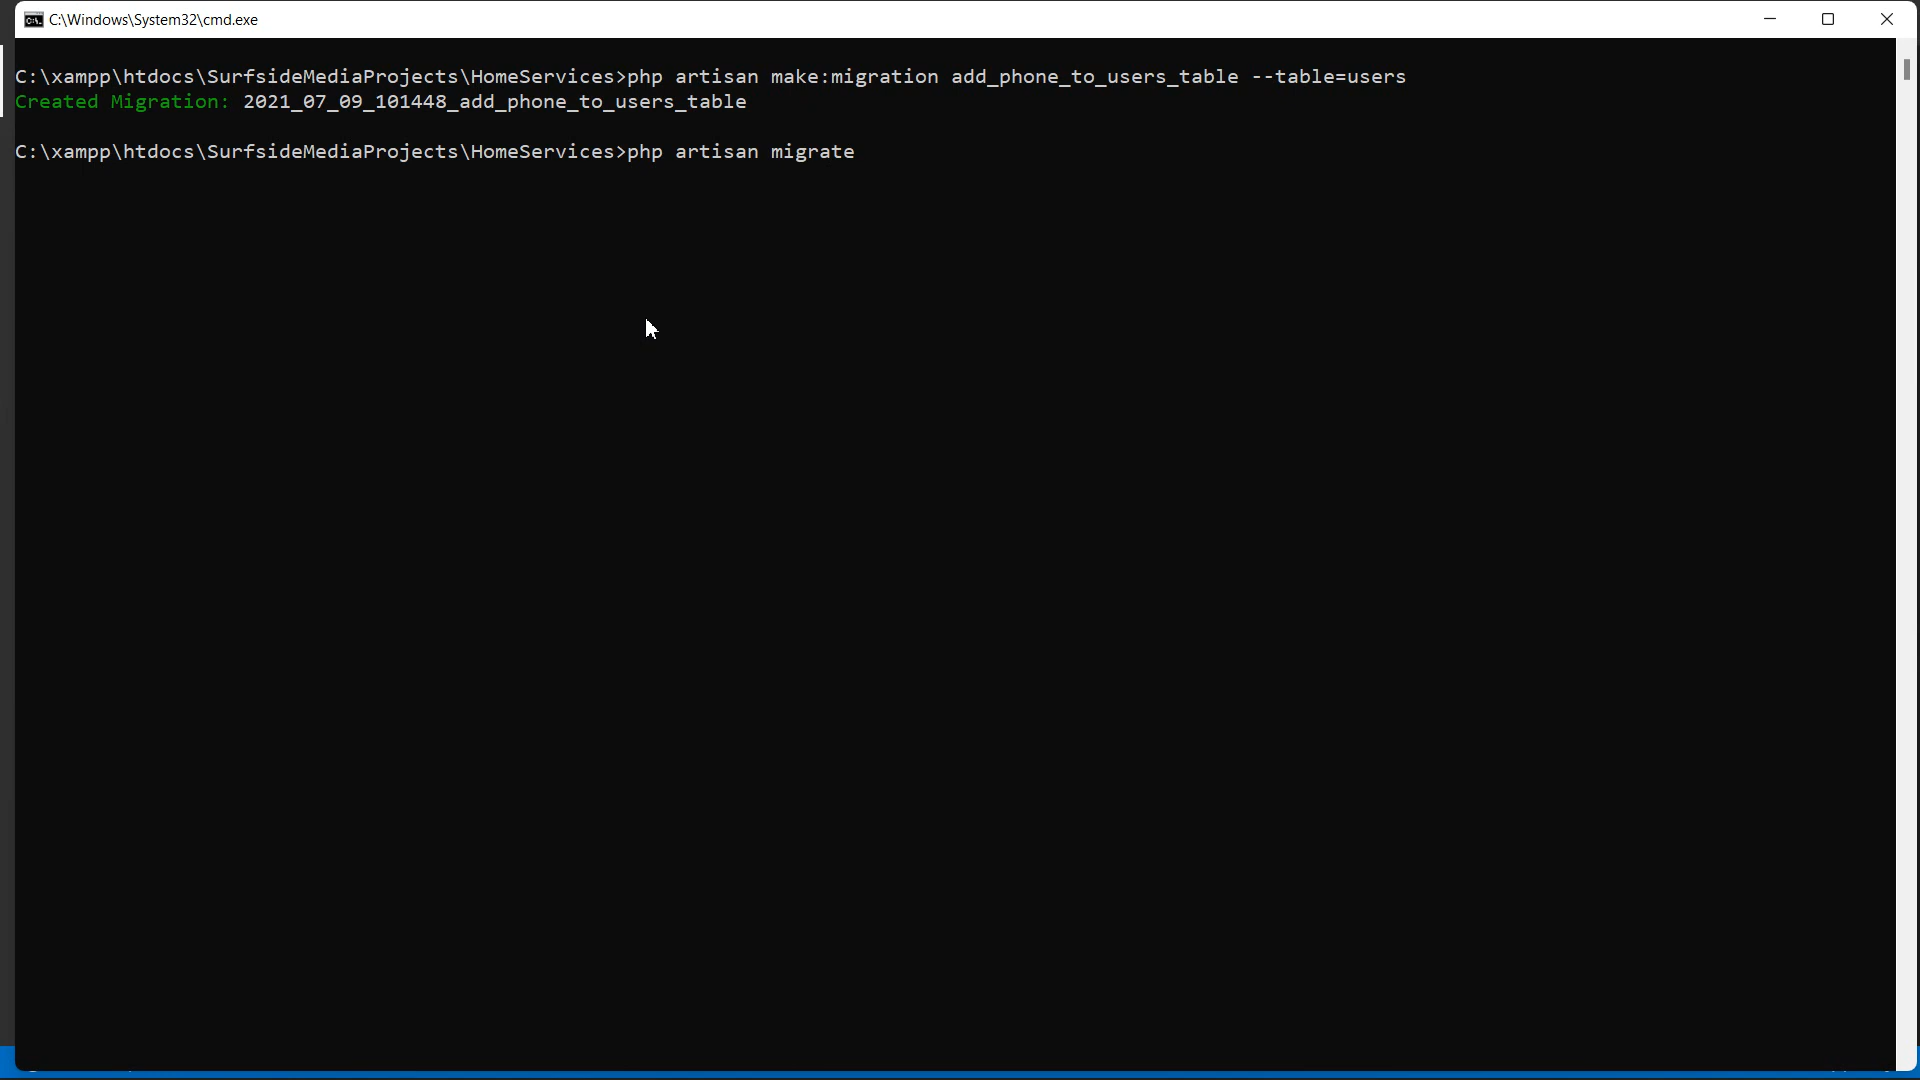 C:\Windows\System32\cmd.exe
C:\xampp\htdocs\SurfsideMediaProjects\HomeServices>php artisan make:migration add_phone_to_users_table --table=users
Created Migration: 2021_07_09_101448_add_phone_to_users_table
C:\xampp\htdocs\SurfsideMediaProjects\HomeServices>php artisan migrate